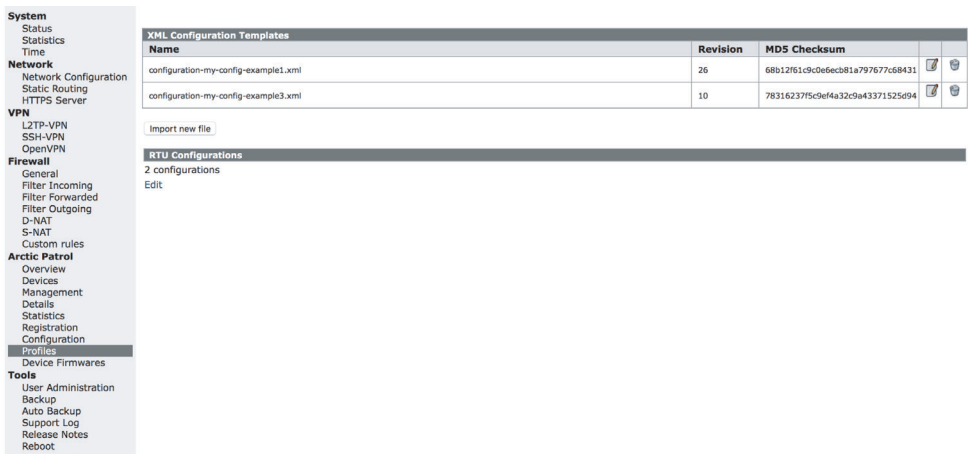 System
Status
Statistics
Time
Network
Network Configuration
Static Routing
HTTPS Server
VPN
L2TP-VPN
SSH-VPN
OpenVPN
Firewall
General
Filter Incoming
Filter Forwarded
Filter Outgoing
D-NAT
S-NAT
Custom rules
Arctic Patrol
Overview
Devices
Management
Details
Statistics
Registration
Configuration
Profiles
Device Firmwares
Tools
User Administration
Backup
Auto Backup
Support Log
Release Notes
Reboot
XML Configuration Templates
Name Revision MD5 Checksum
configuration-my-config-example1.xml 26 68b12f61c9c0e6ecb81a797677c68431
configuration-my-config-example3.xml 10 78316237f5c9ef4a32c9a43371525d94
Import new file
RTU Configurations
2 configurations
Edit